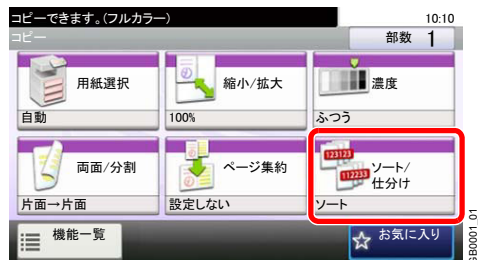 コピーできます。(フルカラー)
10:10
コピー
部数 1
用紙選択
自動
縮小/拡大
100%
濃度
ふつう
両面/分割
片面→片面
ページ集約
設定しない
123123
112233
ソート/
仕分け
ソート
機能一覧
お気に入り
GB0001_01